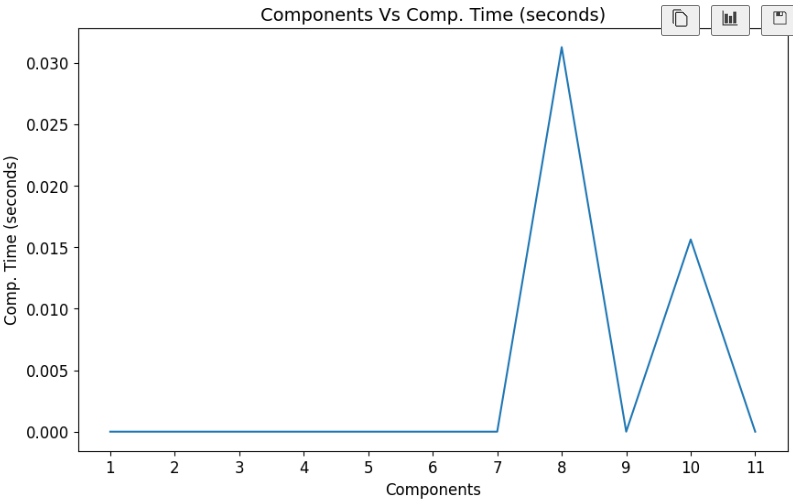 Components Vs Comp. Time (seconds)
0.030
0.025
0.020
0.015
0.010
0.005
0.000
Comp. Time (seconds)
1 2 3 4 5 6 7 8 9 10 11
Components